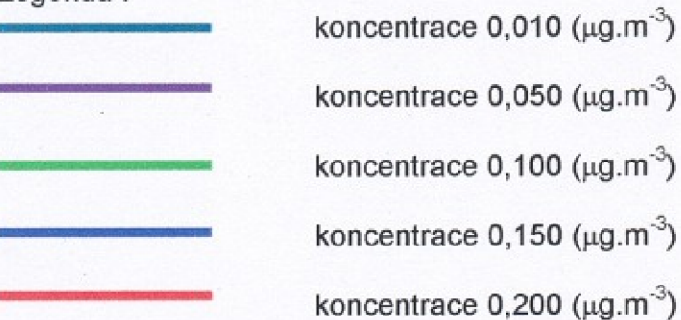 koncentrace 0,010 (µg.m⁻³)
koncentrace 0,050 (µg.m⁻³)
koncentrace 0,100 (µg.m⁻³)
koncentrace 0,150 (µg.m⁻³)
koncentrace 0,200 (µg.m⁻³)